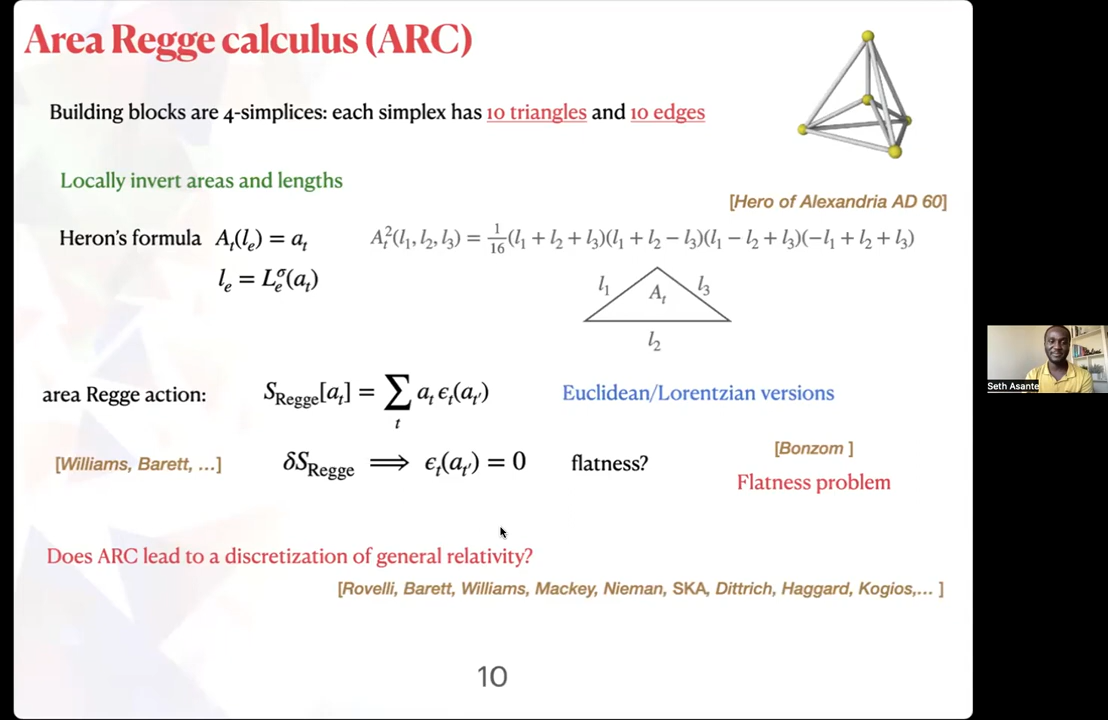 Area Regge calculus (ARC)
Building blocks are 4-simplices: each simplex has 10 triangles and 10 edges
Locally invert areas and lengths
[Hero of Alexandria AD 60]
Heron's formula A_t(l_e) = a_t
A_t^2(l_1, l_2, l_3) = 1/16 (l_1 + l_2 + l_3)(l_1 + l_2 − l_3)(l_1 − l_2 + l_3)(−l_1 + l_2 + l_3)
l_e = L_e^σ(a_t)
l_1 A_t l_3
l_2
area Regge action: S_Regge[a_t] = ∑_t a_t ϵ_t(a_t′) Euclidean/Lorentzian versions
[Williams, Barett, ...] δS_Regge ⟹ ϵ_t(a_t′) = 0 flatness?
[Bonzom ]
Flatness problem
Does ARC lead to a discretization of general relativity?
[Rovelli, Barett, Williams, Mackey, Nieman, SKA, Dittrich, Haggard, Kogios,... ]
10
Seth Asante